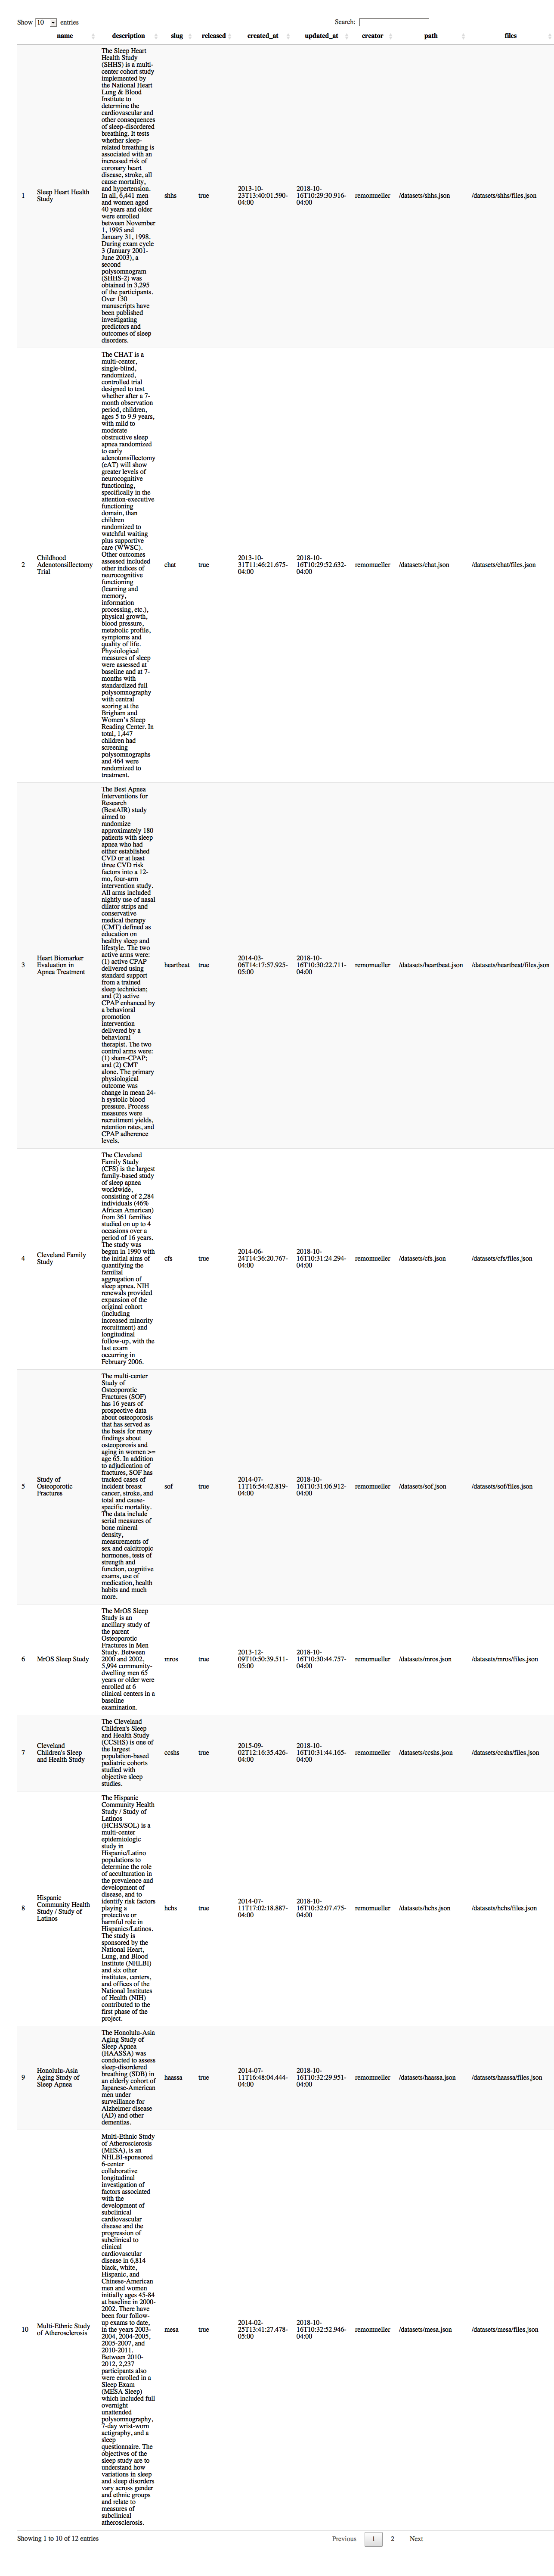 Show 10 entries
Search:
name description slug released created_at updated_at creator path files
The Sleep Heart
Health Study
(SHHS) is a multi-
center cohort study
implemented by
the National Heart
Lung & Blood
Institute to
determine the
cardiovascular and
other consequences
of sleep-disordered
breathing. It tests
whether sleep-
related breathing is
associated with an
increased risk of
coronary heart
disease, stroke, all
cause mortality,
and hypertension.
In all, 6,441 men
and women aged
40 years and older
were enrolled
between November
1, 1995 and
January 31, 1998.
During exam cycle
3 (January 2001-
June 2003), a
second
polysomnogram
(SHHS-2) was
obtained in 3,295
of the participants.
Over 130
manuscripts have
been published
investigating
predictors and
outcomes of sleep
disorders.
1
Sleep Heart Health
Study
shhs
true
2013-10-
23T13:40:01.590-
04:00
2018-10-
16T10:29:30.916-
04:00
remomueller
/datasets/shhs.json
/datasets/shhs/files.json
The CHAT is a
multi-center,
single-blind,
randomized,
controlled trial
designed to test
whether after a 7-
month observation
period, children,
ages 5 to 9.9 years,
with mild to
moderate
obstructive sleep
apnea randomized
to early
adenotonsillectomy
(eAT) will show
greater levels of
neurocognitive
functioning,
specifically in the
attention-executive
functioning
domain, than
children
randomized to
watchful waiting
plus supportive
care (WWSC).
Other outcomes
assessed included
other indices of
neurocognitive
functioning
(learning and
memory,
information
processing, etc.),
physical growth,
blood pressure,
metabolic profile,
symptoms and
quality of life.
Physiological
measures of sleep
were assessed at
baseline and at 7-
months with
standardized full
polysomnography
with central
scoring at the
Brigham and
Women's Sleep
Reading Center. In
total, 1,447
children had
screening
polysomnographs
and 464 were
randomized to
treatment.
2
Childhood
Adenotonsillectomy
Trial
chat
true
2013-10-
31T11:46:21.675-
04:00
2018-10-
16T10:29:52.632-
04:00
remomueller
/datasets/chat.json
/datasets/chat/files.json
The Best Apnea
Interventions for
Research
(BestAIR) study
aimed to
randomize
approximately 180
patients with sleep
apnea who had
either established
CVD or at least
three CVD risk
factors into a 12-
mo, four-arm
intervention study.
All arms included
nightly use of nasal
dilator strips and
conservative
medical therapy
(CMT) defined as
education on
healthy sleep and
lifestyle. The two
active arms were:
(1) active CPAP
delivered using
standard support
from a trained
sleep technician;
and (2) active
CPAP enhanced by
a behavioral
promotion
intervention
delivered by a
behavioral
therapist. The two
control arms were:
(1) sham-CPAP;
and (2) CMT
alone. The primary
physiological
outcome was
change in mean 24-
h systolic blood
pressure. Process
measures were
recruitment yields,
retention rates, and
CPAP adherence
levels.
3
Heart Biomarker
Evaluation in
Apnea Treatment
heartbeat
true
2014-03-
06T14:17:57.925-
05:00
2018-10-
16T10:30:22.711-
04:00
remomueller
/datasets/heartbeat.json
/datasets/heartbeat/files.json
The Cleveland
Family Study
(CFS) is the largest
family-based study
of sleep apnea
worldwide,
consisting of 2,284
individuals (46%
African American)
from 361 families
studied on up to 4
occasions over a
period of 16 years.
The study was
begun in 1990 with
the initial aims of
quantifying the
familial
aggregation of
sleep apnea. NIH
renewals provided
expansion of the
original cohort
(including
increased minority
recruitment) and
longitudinal
follow-up, with the
last exam
occurring in
February 2006.
4
Cleveland Family
Study
cfs
true
2014-06-
24T14:36:20.767-
04:00
2018-10-
16T10:31:24.294-
04:00
remomueller
/datasets/cfs.json
/datasets/cfs/files.json
The multi-center
Study of
Osteoporotic
Fractures (SOF)
has 16 years of
prospective data
about osteoporosis
that has served as
the basis for many
findings about
osteoporosis and
aging in women >=
age 65. In addition
to adjudication of
fractures, SOF has
tracked cases of
incident breast
cancer, stroke, and
total and cause-
specific mortality.
The data include
serial measures of
bone mineral
density,
measurements of
sex and calcitropic
hormones, tests of
strength and
function, cognitive
exams, use of
medication, health
habits and much
more.
5
Study of
Osteoporotic
Fractures
sof
true
2014-07-
11T16:54:42.819-
04:00
2018-10-
16T10:31:06.912-
04:00
remomueller
/datasets/sof.json
/datasets/sof/files.json
The MrOS Sleep
Study is an
ancillary study of
the parent
Osteoporotic
Fractures in Men
Study. Between
2000 and 2002,
5,994 community-
dwelling men 65
years or older were
enrolled at 6
clinical centers in a
baseline
examination.
6
MrOS Sleep Study
mros
true
2013-12-
09T10:50:39.511-
05:00
2018-10-
16T10:30:44.757-
04:00
remomueller
/datasets/mros.json
/datasets/mros/files.json
The Cleveland
Children's Sleep
and Health Study
(CCSHS) is one of
the largest
population-based
pediatric cohorts
studied with
objective sleep
studies.
7
Cleveland
Children's Sleep
and Health Study
ccshs
true
2015-09-
02T12:16:35.426-
04:00
2018-10-
16T10:31:44.165-
04:00
remomueller
/datasets/ccshs.json
/datasets/ccshs/files.json
The Hispanic
Community Health
Study / Study of
Latinos
(HCHS/SOL) is a
multi-center
epidemiologic
study in
Hispanic/Latino
populations to
determine the role
of acculturation in
the prevalence and
development of
disease, and to
identify risk factors
playing a
protective or
harmful role in
Hispanics/Latinos.
The study is
sponsored by the
National Heart,
Lung, and Blood
Institute (NHLBI)
and six other
institutes, centers,
and offices of the
National Institutes
of Health (NIH)
contributed to the
first phase of the
project.
8
Hispanic
Community Health
Study / Study of
Latinos
hchs
true
2014-07-
11T17:02:18.887-
04:00
2018-10-
16T10:32:07.475-
04:00
remomueller
/datasets/hchs.json
/datasets/hchs/files.json
The Honolulu-Asia
Aging Study of
Sleep Apnea
(HAASSA) was
conducted to assess
sleep-disordered
breathing (SDB) in
an elderly cohort of
Japanese-American
men under
surveillance for
Alzheimer disease
(AD) and other
dementias.
9
Honolulu-Asia
Aging Study of
Sleep Apnea
haassa
true
2014-07-
11T16:48:04.444-
04:00
2018-10-
16T10:32:29.951-
04:00
remomueller
/datasets/haassa.json
/datasets/haassa/files.json
Multi-Ethnic Study
of Atherosclerosis
(MESA), is an
NHLBI-sponsored
6-center
collaborative
longitudinal
investigation of
factors associated
with the
development of
subclinical
cardiovascular
disease and the
progression of
subclinical to
clinical
cardiovascular
disease in 6,814
black, white,
Hispanic, and
Chinese-American
men and women
initially ages 45-84
at baseline in 2000-
2002. There have
been four follow-
up exams to date,
in the years 2003-
2004, 2004-2005,
2005-2007, and
2010-2011.
Between 2010-
2012, 2,237
participants also
were enrolled in a
Sleep Exam
(MESA Sleep)
which included full
overnight
unattended
polysomnography,
7-day wrist-worn
actigraphy, and a
sleep
questionnaire. The
objectives of the
sleep study are to
understand how
variations in sleep
and sleep disorders
vary across gender
and ethnic groups
and relate to
measures of
subclinical
atherosclerosis.
10
Multi-Ethnic Study
of Atherosclerosis
mesa
true
2014-02-
25T13:41:27.478-
05:00
2018-10-
16T10:32:52.946-
04:00
remomueller
/datasets/mesa.json
/datasets/mesa/files.json
Showing 1 to 10 of 12 entries
Previous 1 2 Next